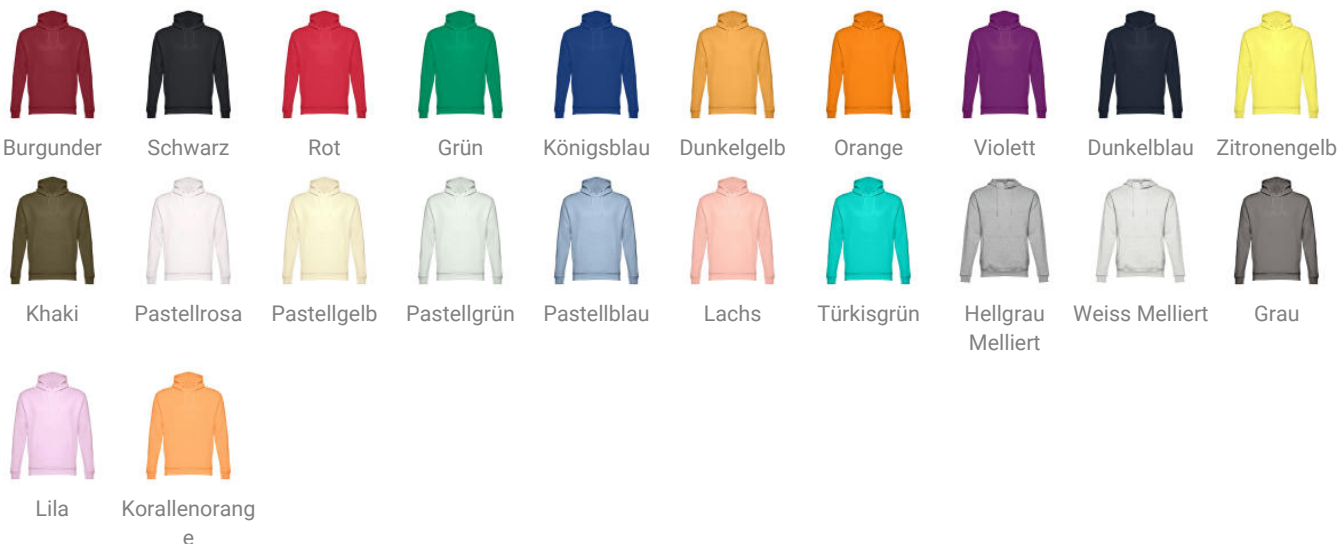 Burgunder Schwarz Rot Grün Königsblau Dunkelgelb Orange Violett Dunkelblau Zitronengelb
Khaki Pastellrosa Pastellgelb Pastellgrün Pastellblau Lachs Türkisgrün Hellgrau Weiss Melliert Grau
Melliert
Lila Korallenorang
e